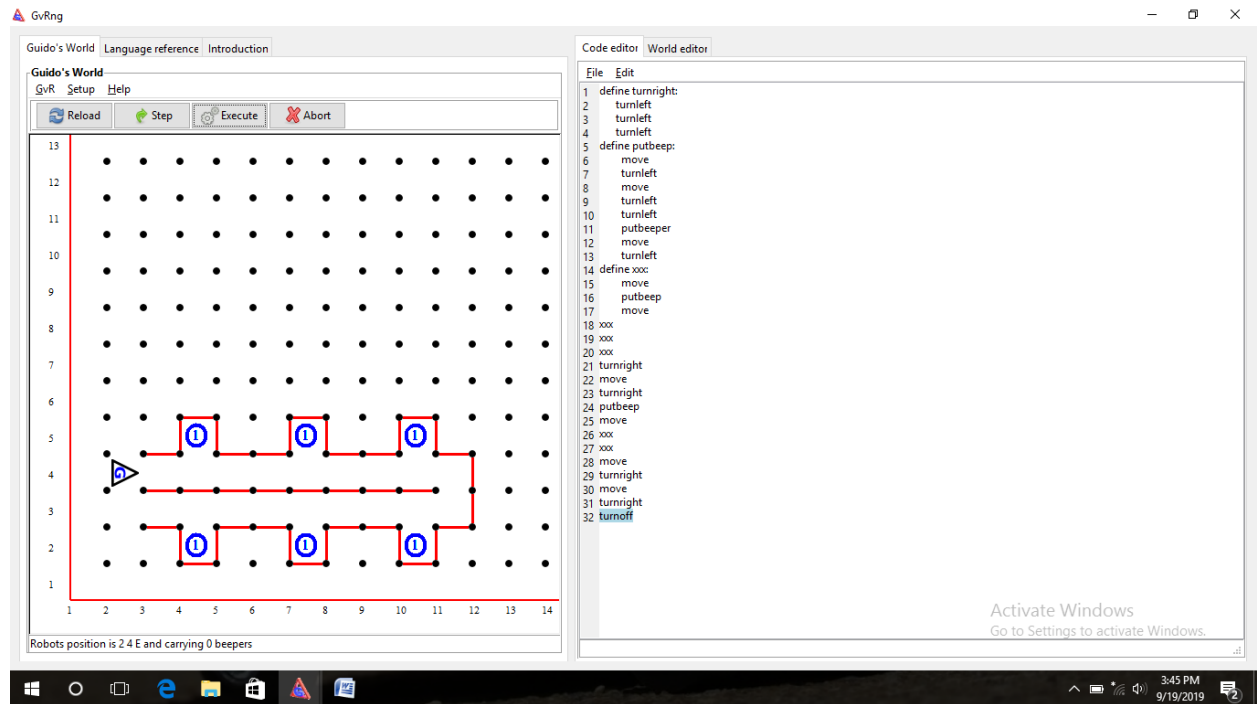 GvRng
Guido's World Language reference Introduction
Guido's World
GvR Setup Help
Reload Step Execute Abort
13
12
11
10
9
8
7
6
5
4
3
2
1
1 1 1
G
1 1 1
1 2 3 4 5 6 7 8 9 10 11 12 13 14
Robots position is 2 4 E and carrying 0 beepers
Code editor World editor
File Edit
1 define turnright:
2 turnleft
3 turnleft
4 turnleft
5 define putbeep:
6 move
7 turnleft
8 move
9 turnleft
10 turnleft
11 putbeeper
12 move
13 turnleft
14 define xxx:
15 move
16 putbeep
17 move
18 xxx
19 xxx
20 xxx
21 turnright
22 move
23 turnright
24 putbeep
25 move
26 xxx
27 xxx
28 move
29 turnright
30 move
31 turnright
32 turnoff
Activate Windows
Go to Settings to activate Windows.
3:45 PM
9/19/2019
2